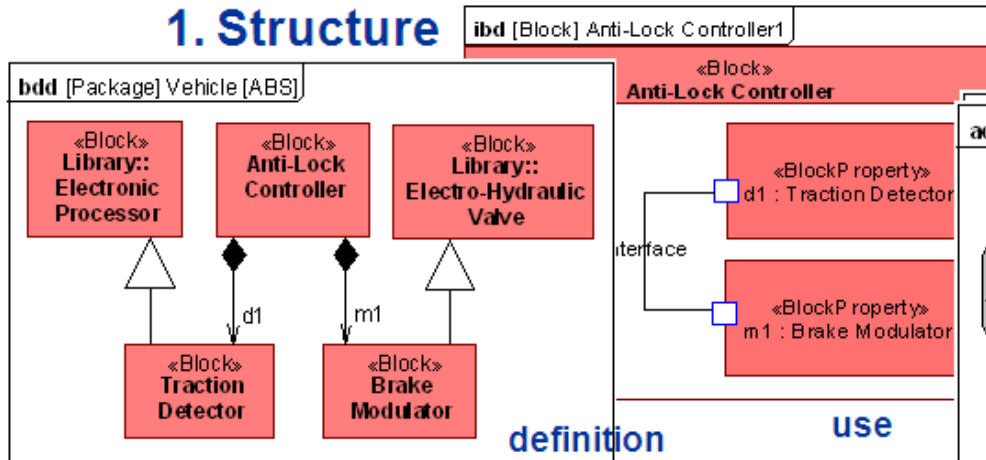 1. Structure
ibd [Block] Anti-Lock Controller1
«Block»
Anti-Lock Controller
bdd [Package] Vehicle [ABS]
«Block»
Library::
Electronic
Processor
«Block»
Anti-Lock
Controller
«Block»
Library::
Electro-Hydraulic
Valve
d1
m1
«Block»
Traction
Detector
«Block»
Brake
Modulator
definition
«BlockProperty»
d1 : Traction Detector
«BlockProperty»
m1 : Brake Modulator
use